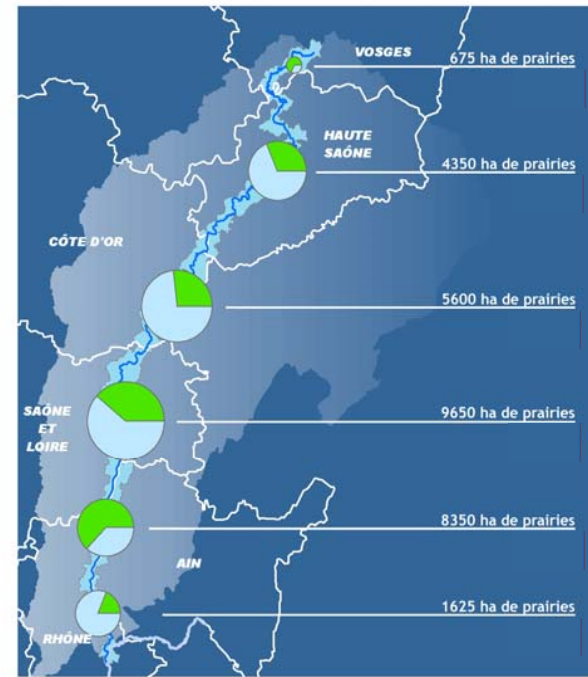 VOSGES
675 ha de prairies
HAUTE
SAÔNE
4350 ha de prairies
CÔTE D'OR
5600 ha de prairies
SAÔNE
ET
LOIRE
9650 ha de prairies
8350 ha de prairies
AIN
1625 ha de prairies
RHÔNE